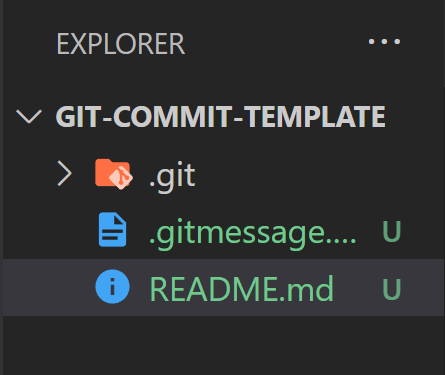 EXPLORER ...
GIT-COMMIT-TEMPLATE
.git
.gitmessage.... U
README.md U